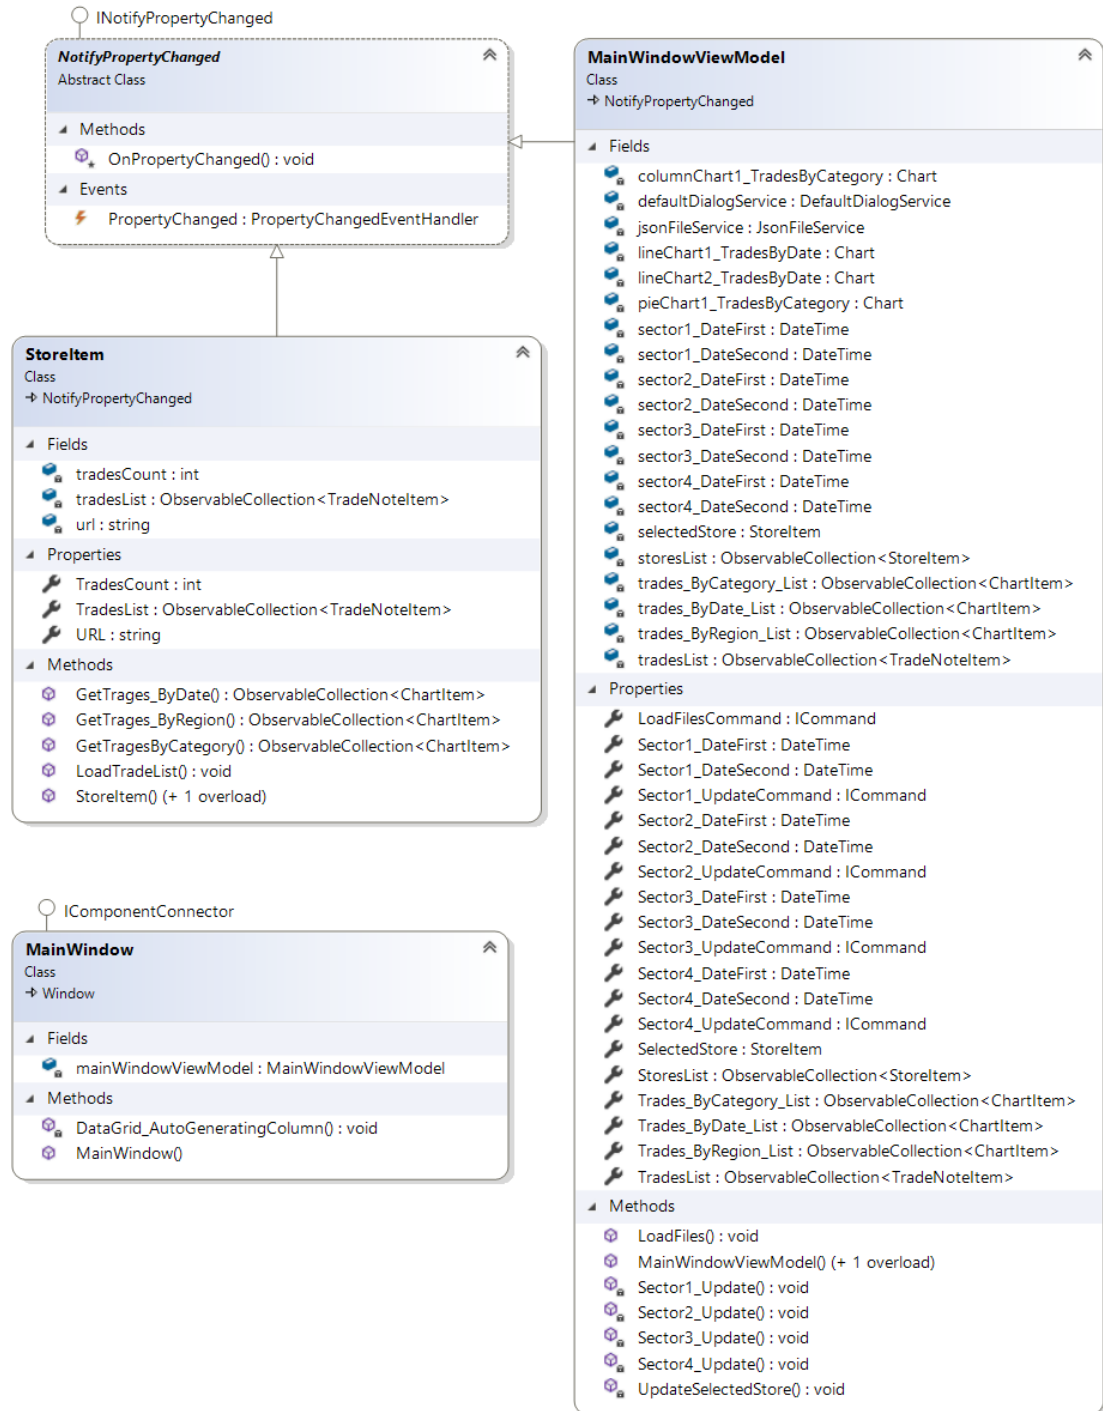 INotifyPropertyChanged
NotifyPropertyChanged
Abstract Class
Methods
OnPropertyChanged() : void
Events
PropertyChanged : PropertyChangedEventHandler
StoreItem
Class
NotifyPropertyChanged
Fields
tradesCount : int
tradesList : ObservableCollection<TradeNoteItem>
url : string
Properties
TradesCount : int
TradesList : ObservableCollection<TradeNoteItem>
URL : string
Methods
GetTrages_ByDate() : ObservableCollection<ChartItem>
GetTrages_ByRegion() : ObservableCollection<ChartItem>
GetTragesByCategory() : ObservableCollection<ChartItem>
LoadTradeList() : void
StoreItem() (+ 1 overload)
IComponentConnector
MainWindow
Class
Window
Fields
mainWindowViewModel : MainWindowViewModel
Methods
DataGrid_AutoGeneratingColumn() : void
MainWindow()
MainWindowViewModel
Class
NotifyPropertyChanged
Fields
columnChart1_TradesByCategory : Chart
defaultDialogService : DefaultDialogService
jsonFileService : JsonFileService
lineChart1_TradesByDate : Chart
lineChart2_TradesByDate : Chart
pieChart1_TradesByCategory : Chart
sector1_DateFirst : DateTime
sector1_DateSecond : DateTime
sector2_DateFirst : DateTime
sector2_DateSecond : DateTime
sector3_DateFirst : DateTime
sector3_DateSecond : DateTime
sector4_DateFirst : DateTime
sector4_DateSecond : DateTime
selectedStore : StoreItem
storesList : ObservableCollection<StoreItem>
trades_ByCategory_List : ObservableCollection<ChartItem>
trades_ByDate_List : ObservableCollection<ChartItem>
trades_ByRegion_List : ObservableCollection<ChartItem>
tradesList : ObservableCollection<TradeNoteItem>
Properties
LoadFilesCommand : ICommand
Sector1_DateFirst : DateTime
Sector1_DateSecond : DateTime
Sector1_UpdateCommand : ICommand
Sector2_DateFirst : DateTime
Sector2_DateSecond : DateTime
Sector2_UpdateCommand : ICommand
Sector3_DateFirst : DateTime
Sector3_DateSecond : DateTime
Sector3_UpdateCommand : ICommand
Sector4_DateFirst : DateTime
Sector4_DateSecond : DateTime
Sector4_UpdateCommand : ICommand
SelectedStore : StoreItem
StoresList : ObservableCollection<StoreItem>
Trades_ByCategory_List : ObservableCollection<ChartItem>
Trades_ByDate_List : ObservableCollection<ChartItem>
Trades_ByRegion_List : ObservableCollection<ChartItem>
TradesList : ObservableCollection<TradeNoteItem>
Methods
LoadFiles() : void
MainWindowViewModel() (+ 1 overload)
Sector1_Update() : void
Sector2_Update() : void
Sector3_Update() : void
Sector4_Update() : void
UpdateSelectedStore() : void